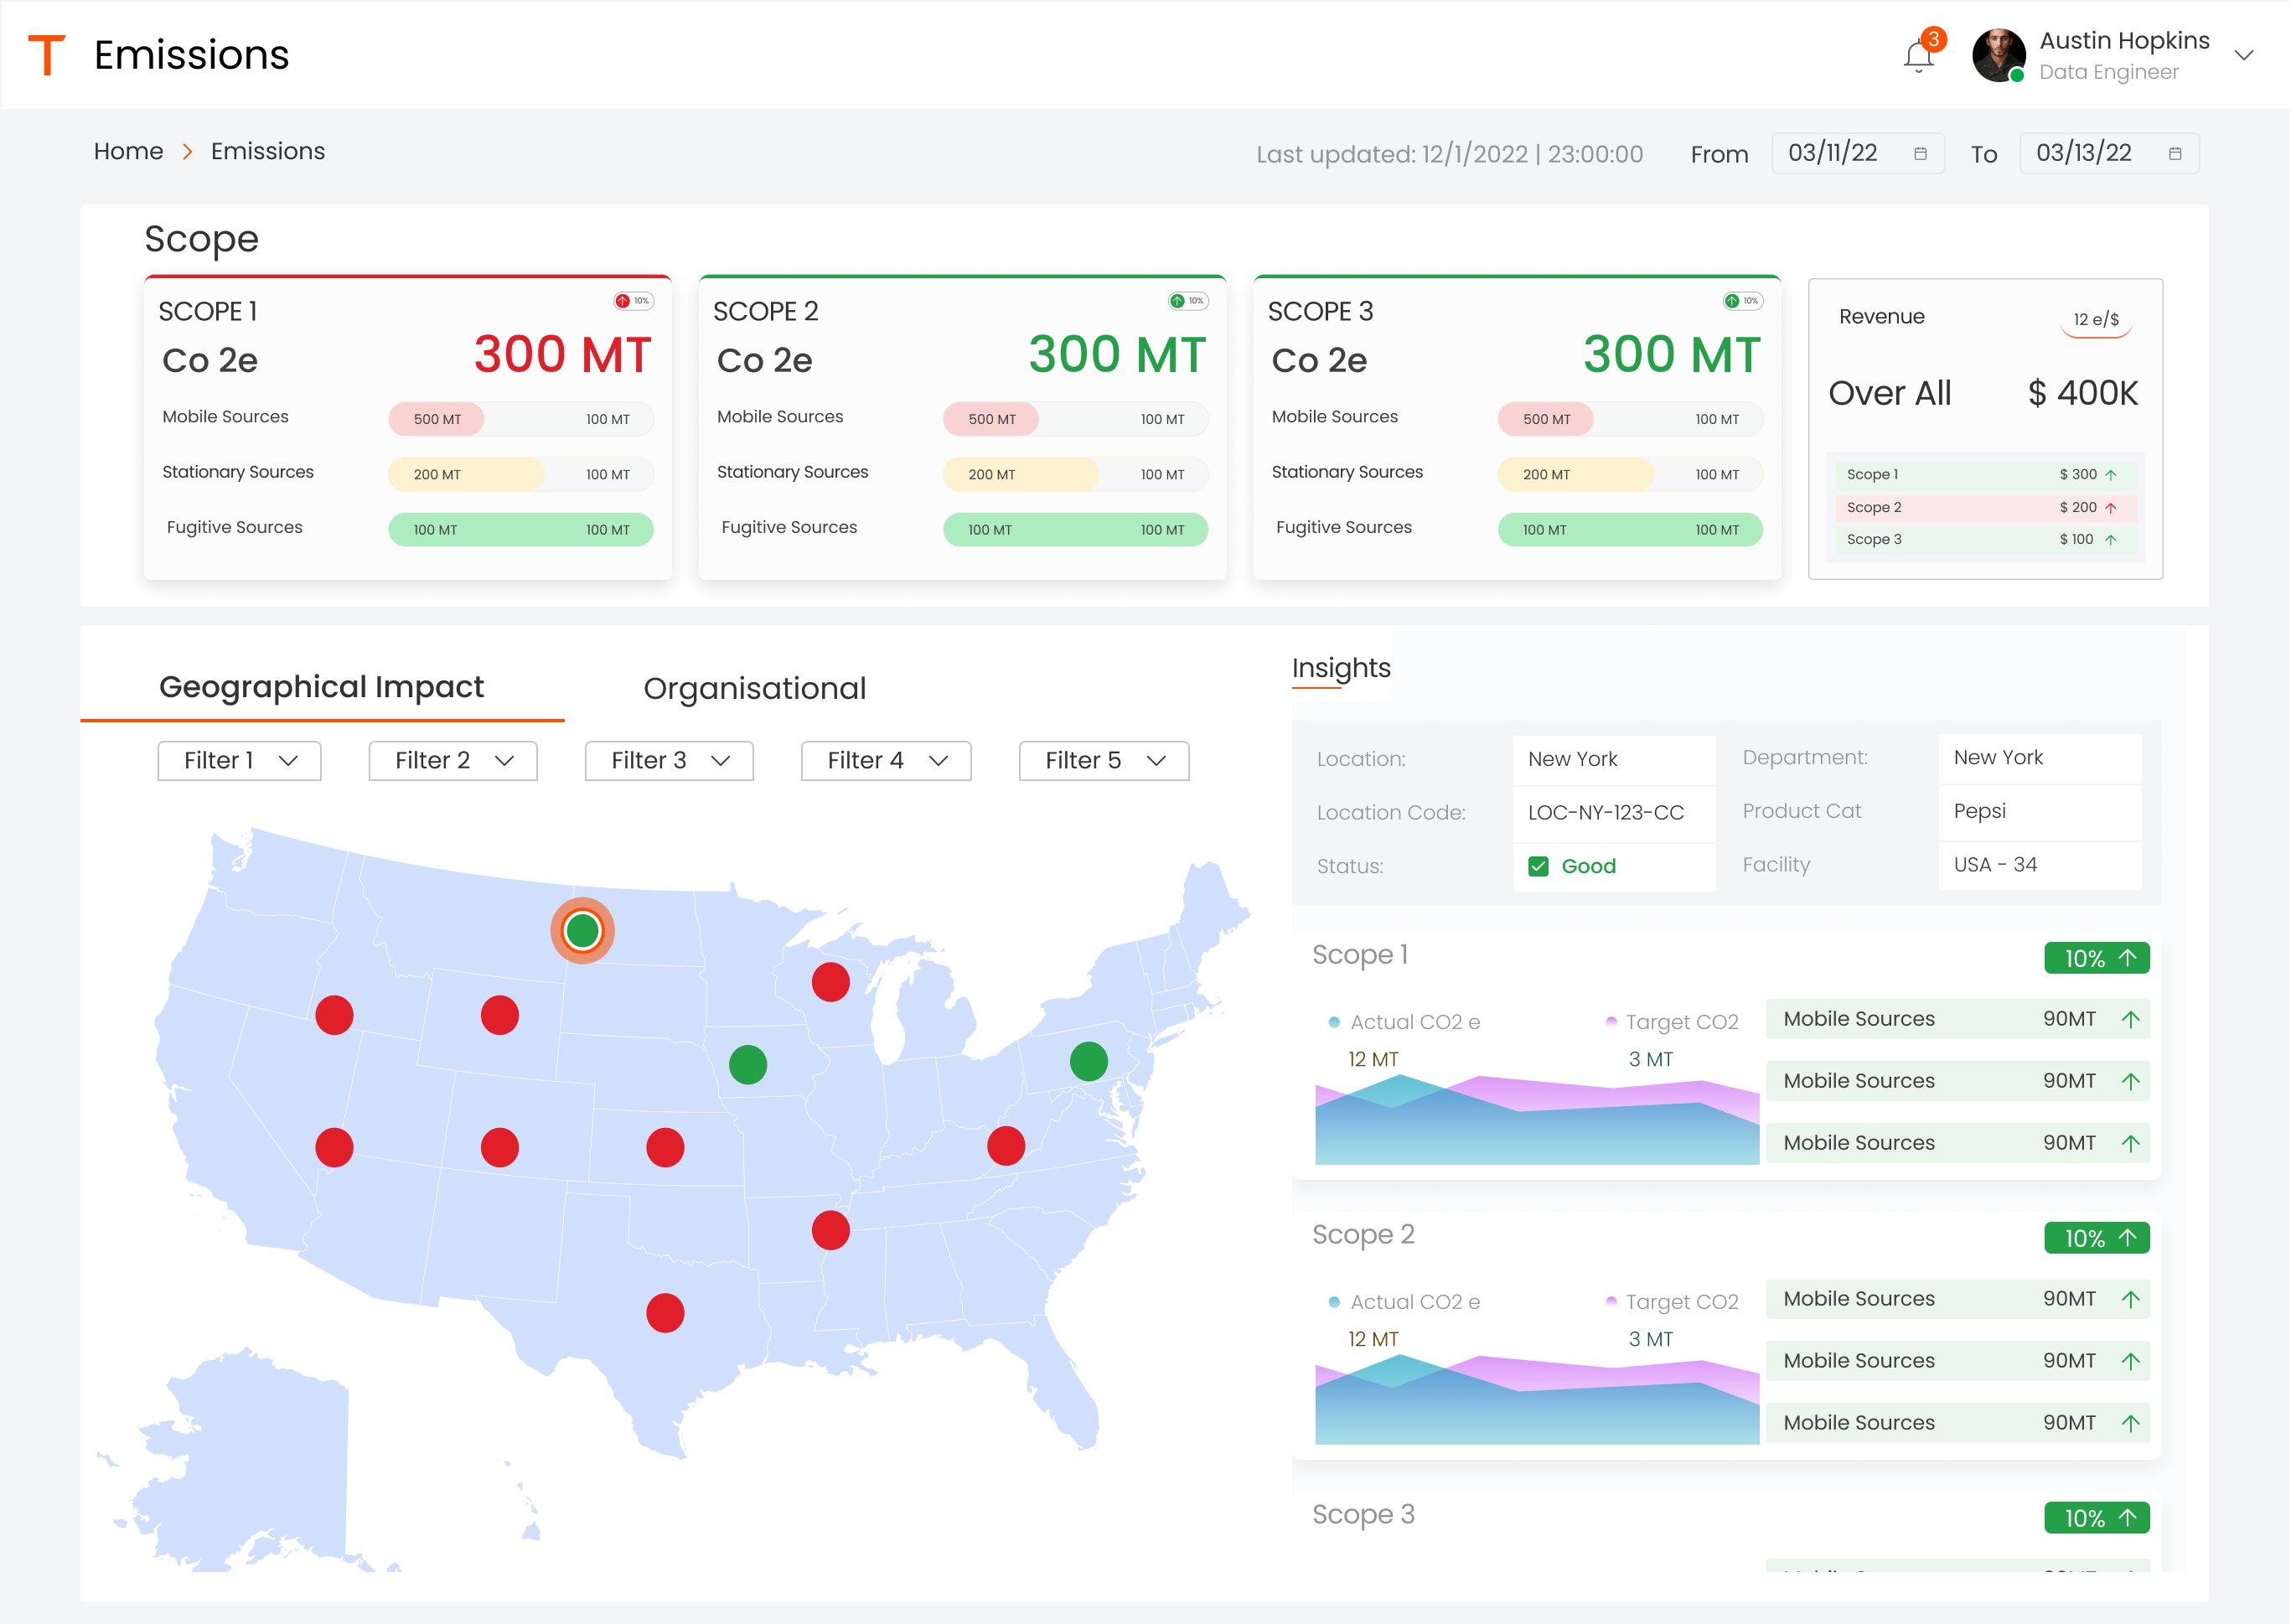 T Emissions
3
Austin Hopkins
Data Engineer
Home > Emissions
Last updated: 12/1/2022 | 23:00:00
From 03/11/22 To 03/13/22
Scope
SCOPE 1
10%
Co 2e 300 MT
Mobile Sources 500 MT 100 MT
Stationary Sources 200 MT 100 MT
Fugitive Sources 100 MT 100 MT
SCOPE 2
10%
Co 2e 300 MT
Mobile Sources 500 MT 100 MT
Stationary Sources 200 MT 100 MT
Fugitive Sources 100 MT 100 MT
SCOPE 3
10%
Co 2e 300 MT
Mobile Sources 500 MT 100 MT
Stationary Sources 200 MT 100 MT
Fugitive Sources 100 MT 100 MT
Revenue 12 e/$
Over All $ 400K
Scope 1 $ 300
Scope 2 $ 200
Scope 3 $ 100
Geographical Impact
Organisational
Filter 1
Filter 2
Filter 3
Filter 4
Filter 5
Insights
Location: New York
Department: New York
Location Code: LOC-NY-123-CC
Product Cat Pepsi
Status: Good
Facility USA - 34
Scope 1
10%
Actual CO2 e
12 MT
Target CO2
3 MT
Mobile Sources 90MT
Mobile Sources 90MT
Mobile Sources 90MT
Scope 2
10%
Actual CO2 e
12 MT
Target CO2
3 MT
Mobile Sources 90MT
Mobile Sources 90MT
Mobile Sources 90MT
Scope 3
10%